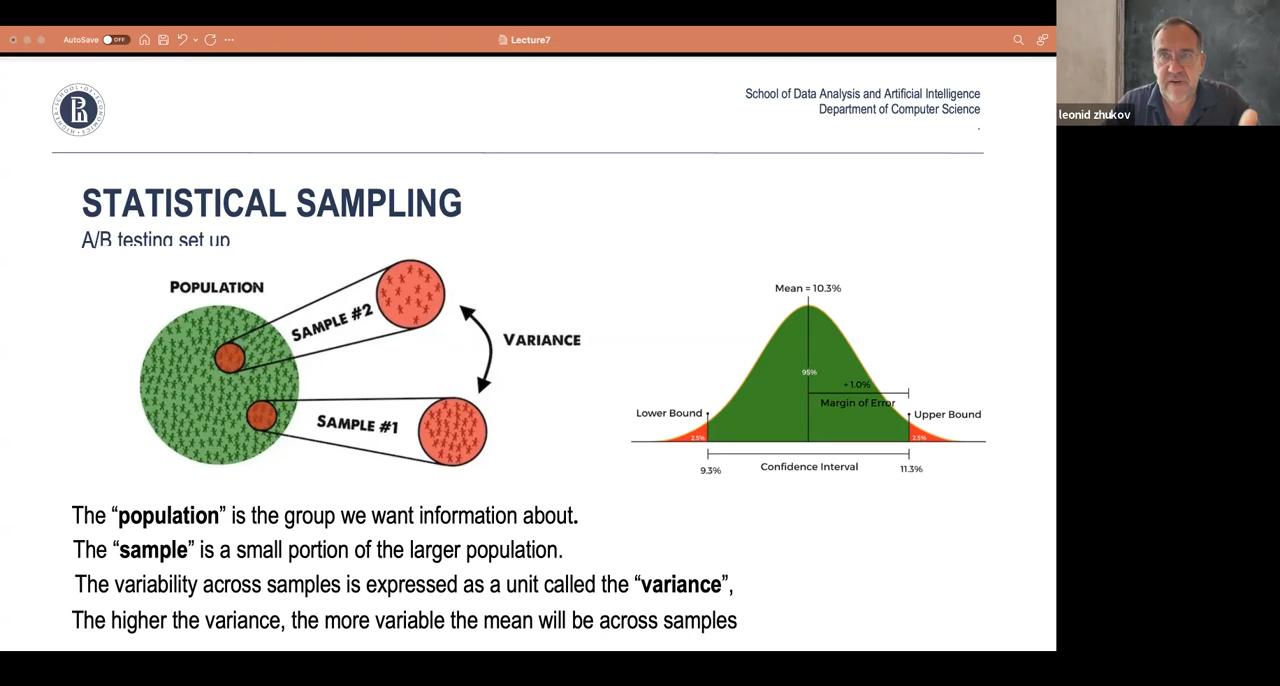 AutoSave OFF
Lecture7
leonid zhukov
School of Data Analysis and Artificial Intelligence
Department of Computer Science
.
STATISTICAL SAMPLING
A/B testing set up
POPULATION
SAMPLE #2
VARIANCE
SAMPLE #1
Mean = 10.3%
95%
+ 1.0%
Margin of Error
Lower Bound
Upper Bound
2.5%
2.5%
Confidence Interval
9.3%
11.3%
The “population” is the group we want information about.
The “sample” is a small portion of the larger population.
The variability across samples is expressed as a unit called the “variance”,
The higher the variance, the more variable the mean will be across samples